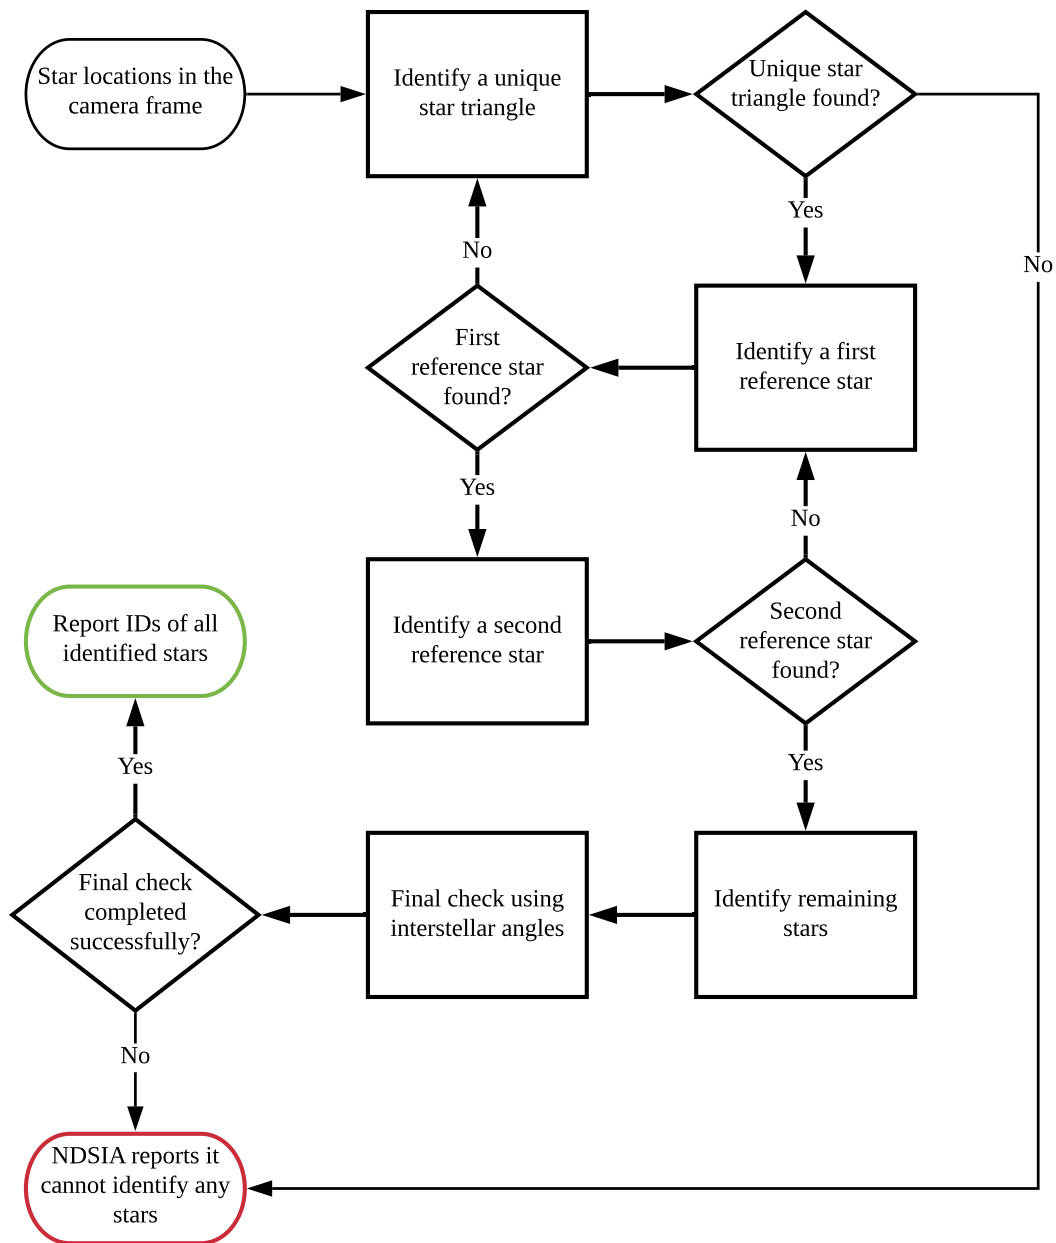 Star locations in the
camera frame
Identify a unique
star triangle
Unique star
triangle found?
Yes
No
No
First
reference star
found?
Identify a first
reference star
Yes
No
Report IDs of all
identified stars
Identify a second
reference star
Second
reference star
found?
Yes
Yes
Final check
completed
successfully?
Final check using
interstellar angles
Identify remaining
stars
No
NDSIA reports it
cannot identify any
stars